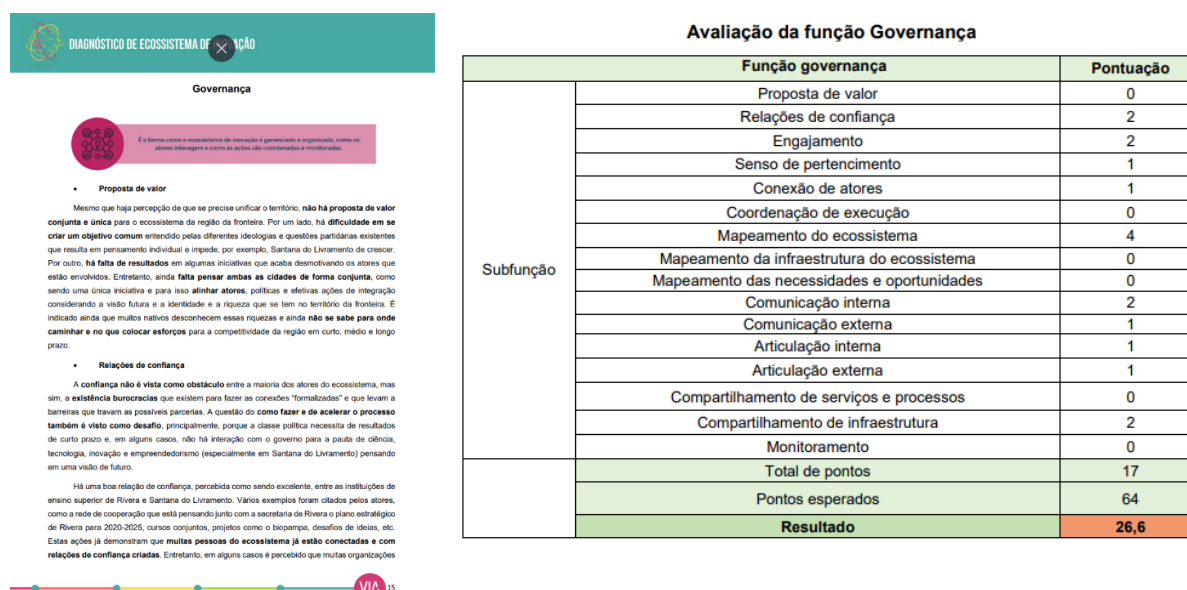 DIAGNÓSTICO DE ECOSSISTEMA DE AÇÃO
Governança
É a forma como o ecossistema de inovação é gerenciado e organizado, como os
atores interagem e como as ações são coordenadas e monitoradas.
• Proposta de valor
Mesmo que haja percepção de que se precise unificar o território, não há proposta de valor
conjunta e única para o ecossistema da região da fronteira. Por um lado, há dificuldade em se
criar um objetivo comum entendido pelas diferentes ideologias e questões partidárias existentes
que resulta em pensamento individual e impede, por exemplo, Santana do Livramento de crescer.
Por outro, há falta de resultados em algumas iniciativas que acaba desmotivando os atores que
estão envolvidos. Entretanto, ainda falta pensar ambas as cidades de forma conjunta, como
sendo uma única iniciativa e para isso alinhar atores, políticas e efetivas ações de integração
considerando a visão futura e a identidade e a riqueza que se tem no território da fronteira. É
indicado ainda que muitos nativos desconhecem essas riquezas e ainda não se sabe para onde
caminhar e no que colocar esforços para a competitividade da região em curto, médio e longo
prazo.
• Relações de confiança
A confiança não é vista como obstáculo entre a maioria dos atores do ecossistema, mas
sim, a existência burocracias que existem para fazer as conexões "formalizadas" e que levam a
barreiras que travam as possíveis parcerias. A questão do como fazer e de acelerar o processo
também é visto como desafio, principalmente, porque a classe política necessita de resultados
de curto prazo e, em alguns casos, não há interação com o governo para a pauta de ciência,
tecnologia, inovação e empreendedorismo (especialmente em Santana do Livramento) pensando
em uma visão de futuro.
Há uma boa relação de confiança, percebida como sendo excelente, entre as instituições de
ensino superior de Rivera e Santana do Livramento. Vários exemplos foram citados pelos atores,
como a rede de cooperação que está pensando junto com a secretaria de Rivera o plano estratégico
de Rivera para 2020-2025, cursos conjuntos, projetos como o biopampa, desafios de ideias, etc.
Estas ações já demonstram que muitas pessoas do ecossistema já estão conectadas e com
relações de confiança criadas. Entretanto, em alguns casos é percebido que muitas organizações
VIA 15
Avaliação da função Governança
Função governança Pontuação
Subfunção
Proposta de valor 0
Relações de confiança 2
Engajamento 2
Senso de pertencimento 1
Conexão de atores 1
Coordenação de execução 0
Mapeamento do ecossistema 4
Mapeamento da infraestrutura do ecossistema 0
Mapeamento das necessidades e oportunidades 0
Comunicação interna 2
Comunicação externa 1
Articulação interna 1
Articulação externa 1
Compartilhamento de serviços e processos 0
Compartilhamento de infraestrutura 2
Monitoramento 0
Total de pontos 17
Pontos esperados 64
Resultado 26,6